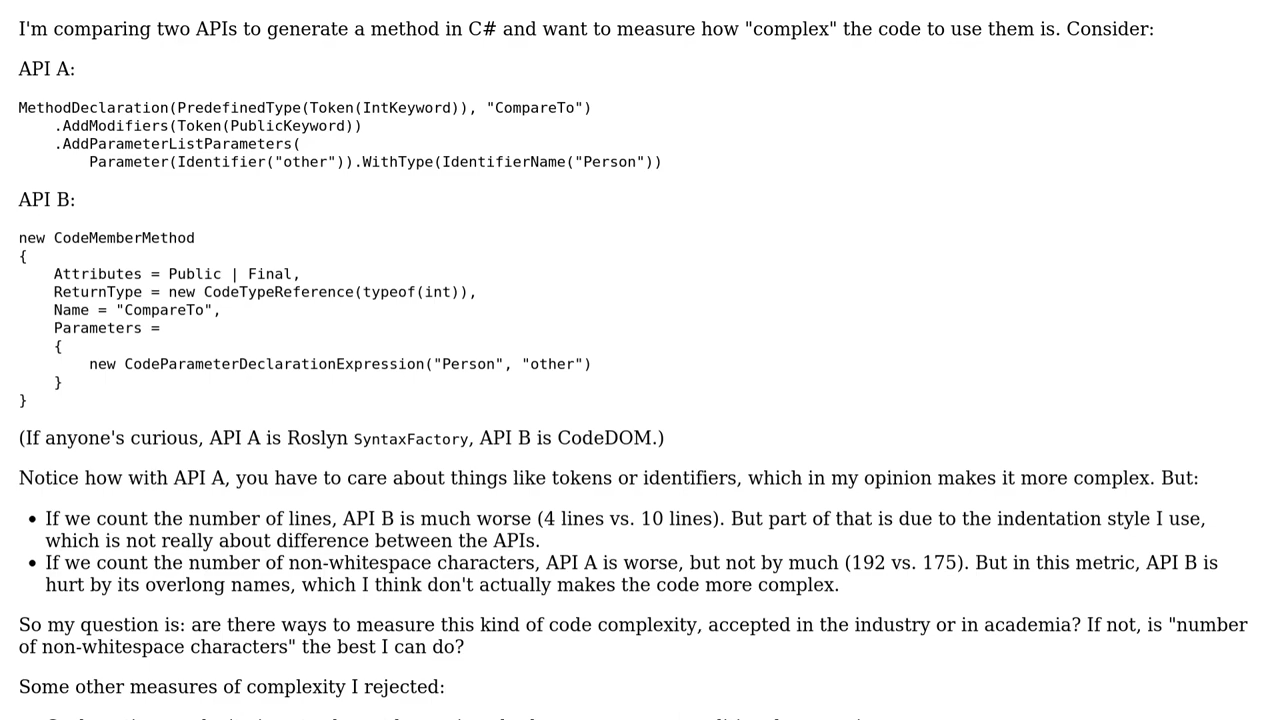 I'm comparing two APIs to generate a method in C# and want to measure how "complex" the code to use them is. Consider:
API A:
MethodDeclaration(PredefinedType(Token(IntKeyword)), "CompareTo")
    .AddModifiers(Token(PublicKeyword))
    .AddParameterListParameters(
        Parameter(Identifier("other")).WithType(IdentifierName("Person"))
API B:
new CodeMemberMethod
{
    Attributes = Public | Final,
    ReturnType = new CodeTypeReference(typeof(int)),
    Name = "CompareTo",
    Parameters =
    {
        new CodeParameterDeclarationExpression("Person", "other")
    }
}
(If anyone's curious, API A is Roslyn SyntaxFactory, API B is CodeDOM.)
Notice how with API A, you have to care about things like tokens or identifiers, which in my opinion makes it more complex. But:
• If we count the number of lines, API B is much worse (4 lines vs. 10 lines). But part of that is due to the indentation style I use,
which is not really about difference between the APIs.
• If we count the number of non-whitespace characters, API A is worse, but not by much (192 vs. 175). But in this metric, API B is
hurt by its overlong names, which I think don't actually makes the code more complex.
So my question is: are there ways to measure this kind of code complexity, accepted in the industry or in academia? If not, is "number
of non-whitespace characters" the best I can do?
Some other measures of complexity I rejected: